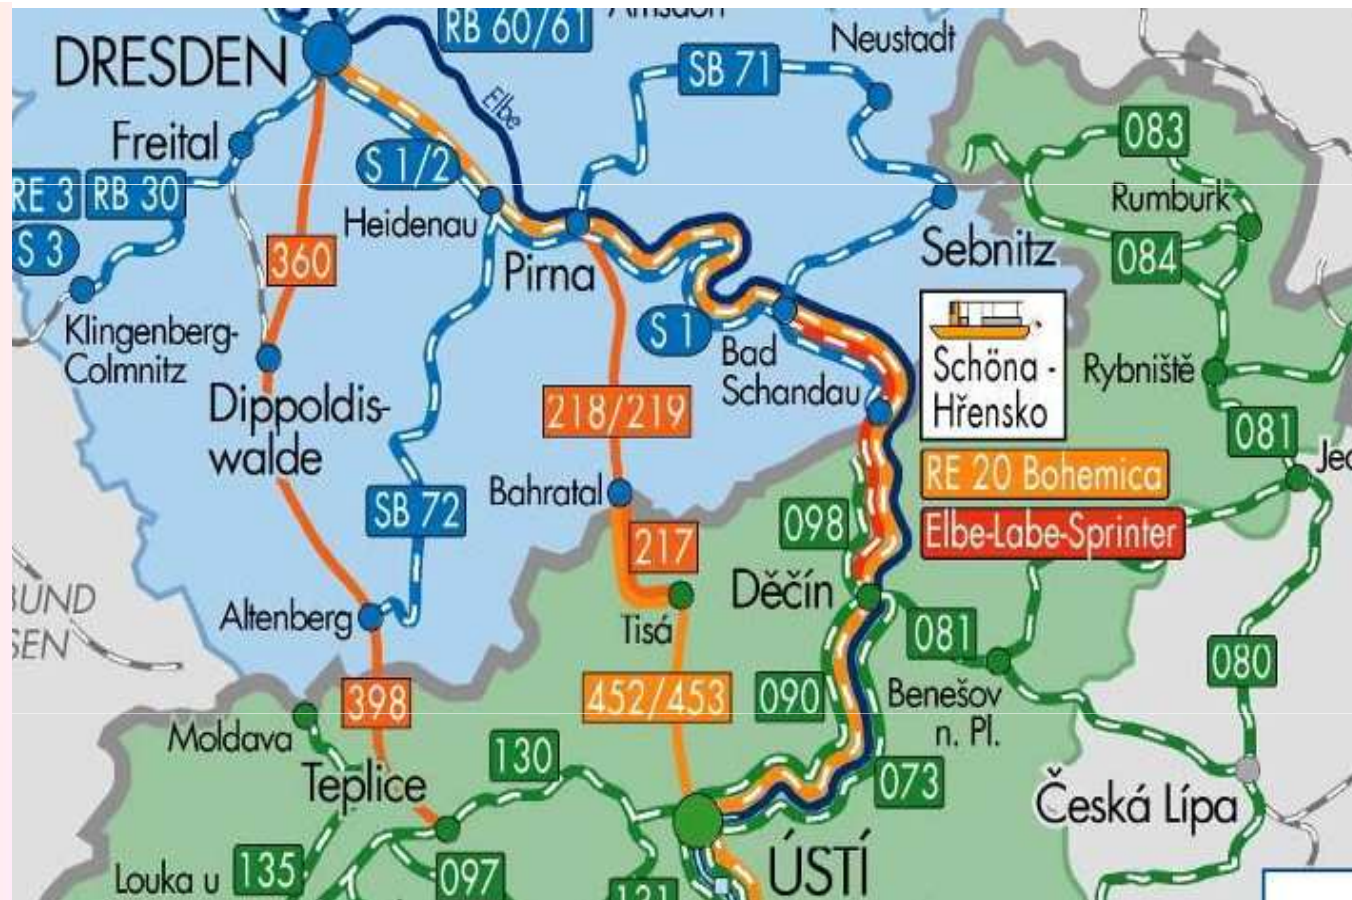 RB 60/61
Neustadt
DRESDEN
SB 71
Elbe
083
Freital
S 1/2
RE 3
RB 30
Rumburk
Heidenau
S 3
360
Pirna
Sebnitz
084
Klingenberg-
Colmnitz
S 1
Bad
Schandau
Schöna -
Hřensko
Rybniště
Dippoldis-
walde
218/219
081
RE 20 Bohemica
Bahratal
SB 72
098
Elbe-Labe-Sprinter
217
Děčín
Altenberg
Tisá
081
080
398
452/453
090
Benešov
n. Pl.
Moldava
130
Teplice
073
Česká Lípa
ÚSTÍ
Louka u
135
097
131